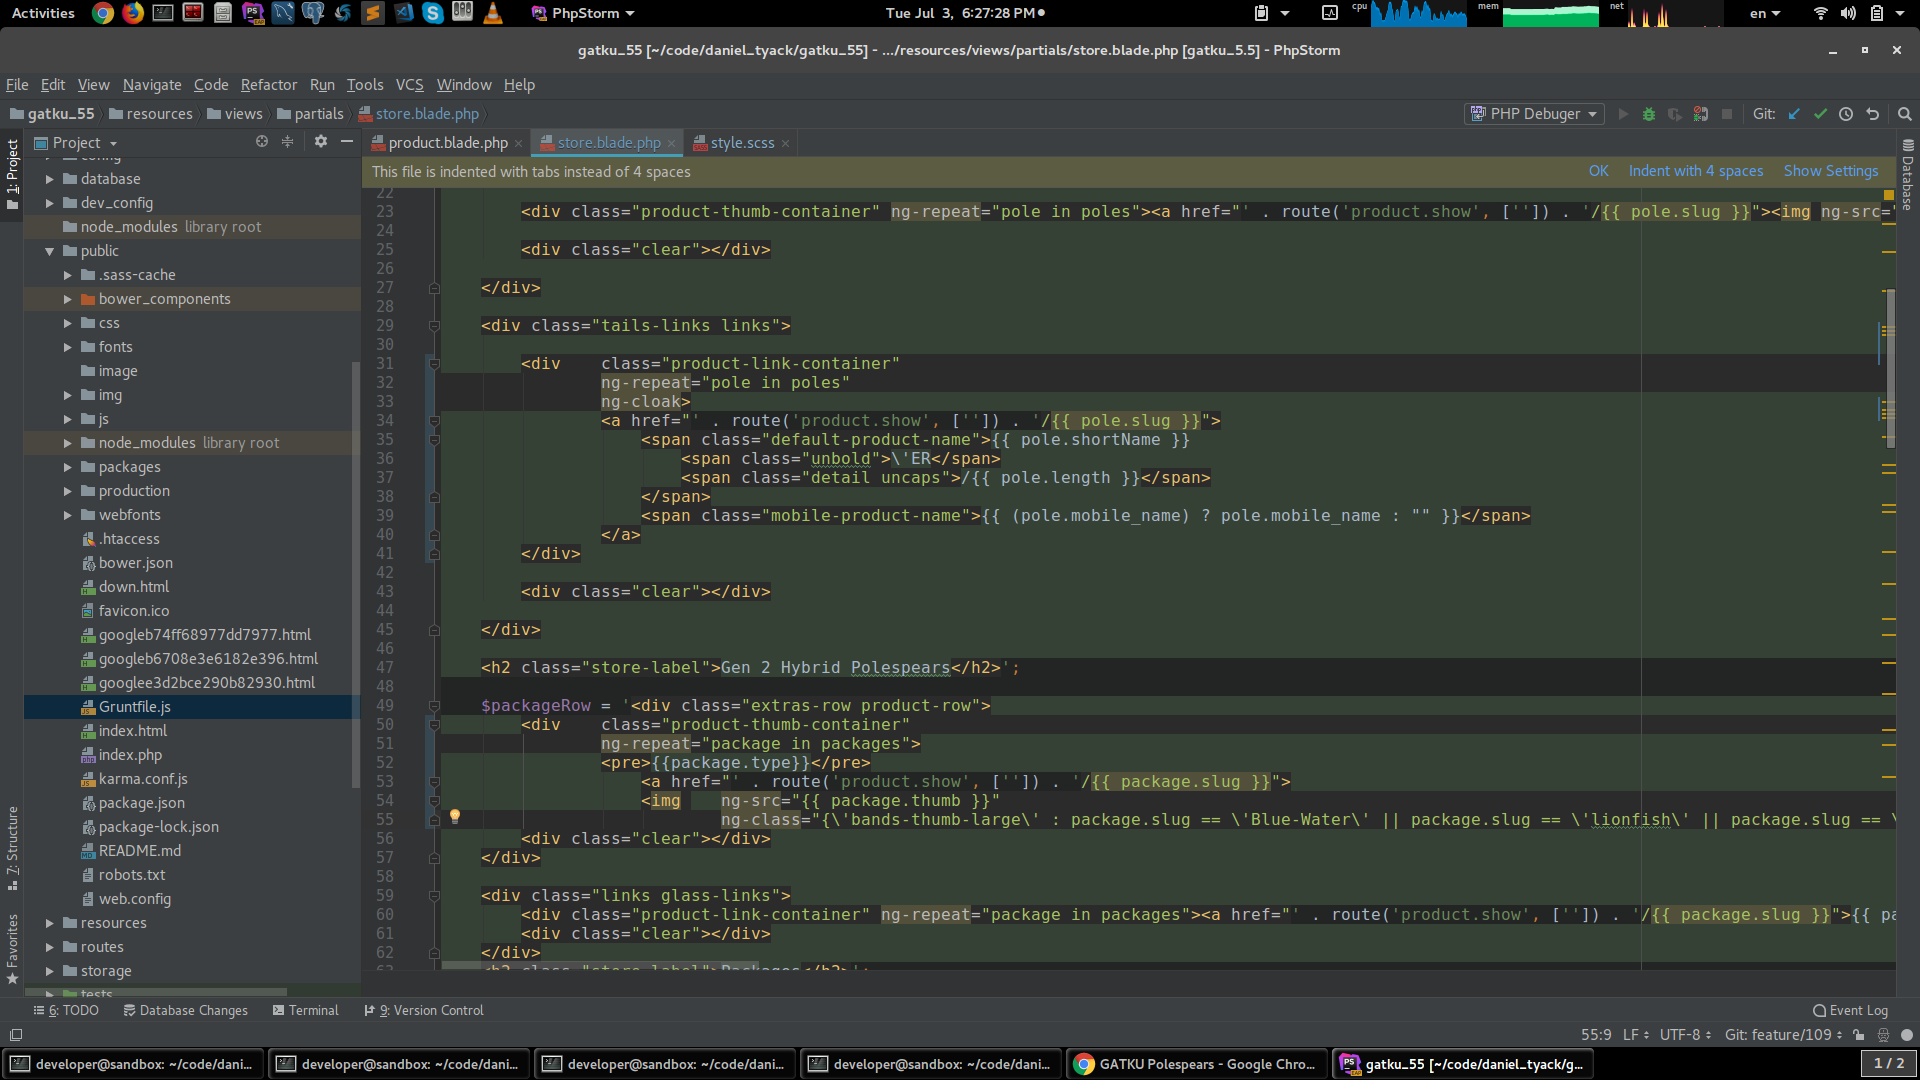 Activities
PhpStorm
Tue Jul 3, 6:27:28 PM
cpu
mem
net
en
gatku_55 [~/code/daniel_tyack/gatku_55] - .../resources/views/partials/store.blade.php [gatku_5.5] - PhpStorm
File Edit View Navigate Code Refactor Run Tools VCS Window Help
gatku_55 resources views partials store.blade.php
PHP Debuger
Git:
Project
product.blade.php
store.blade.php
style.scss
This file is indented with tabs instead of 4 spaces
OK Indent with 4 spaces Show Settings
1: Project
7: Structure
Favorites
Database
config
database
dev_config
node_modules library root
public
.sass-cache
bower_components
css
fonts
image
img
js
node_modules library root
packages
production
webfonts
.htaccess
bower.json
down.html
favicon.ico
googleb74ff68977dd7977.html
googleb6708e3e6182e396.html
googlee3d2bce290b82930.html
Gruntfile.js
index.html
index.php
karma.conf.js
package.json
package-lock.json
README.md
robots.txt
web.config
resources
routes
storage
tests
22
23 <div class="product-thumb-container" ng-repeat="pole in poles"><a href="' . route('product.show', ['']) . '/{{ pole.slug }}"><img ng-src="
24
25 <div class="clear"></div>
26
27 </div>
28
29 <div class="tails-links links">
30
31 <div class="product-link-container"
32 ng-repeat="pole in poles"
33 ng-cloak>
34 <a href="' . route('product.show', ['']) . '/{{ pole.slug }}">
35 <span class="default-product-name">{{ pole.shortName }}
36 <span class="unbold">\'ER</span>
37 <span class="detail uncaps">/{{ pole.length }}</span>
38 </span>
39 <span class="mobile-product-name">{{ (pole.mobile_name) ? pole.mobile_name : "" }}</span>
40 </a>
41 </div>
42
43 <div class="clear"></div>
44
45 </div>
46
47 <h2 class="store-label">Gen 2 Hybrid Polespears</h2>';
48
49 $packageRow = '<div class="extras-row product-row">
50 <div class="product-thumb-container"
51 ng-repeat="package in packages">
52 <pre>{{package.type}}</pre>
53 <a href="' . route('product.show', ['']) . '/{{ package.slug }}">
54 <img ng-src="{{ package.thumb }}"
55 ng-class="{\'bands-thumb-large\' : package.slug == \'Blue-Water\' || package.slug == \'lionfish\' || package.slug == \
56 <div class="clear"></div>
57 </div>
58
59 <div class="links glass-links">
60 <div class="product-link-container" ng-repeat="package in packages"><a href="' . route('product.show', ['']) . '/{{ package.slug }}">{{ pa
61 <div class="clear"></div>
62 </div>
63 <h2 class="store-label">Packages</h2>';
6: TODO Database Changes Terminal 9: Version Control
Event Log
55:9 LF UTF-8 Git: feature/109
developer@sandbox: ~/code/dani...
developer@sandbox: ~/code/dani...
developer@sandbox: ~/code/dani...
developer@sandbox: ~/code/dani...
GATKU Polespears - Google Chro...
gatku_55 [~/code/daniel_tyack/g...
1 / 2